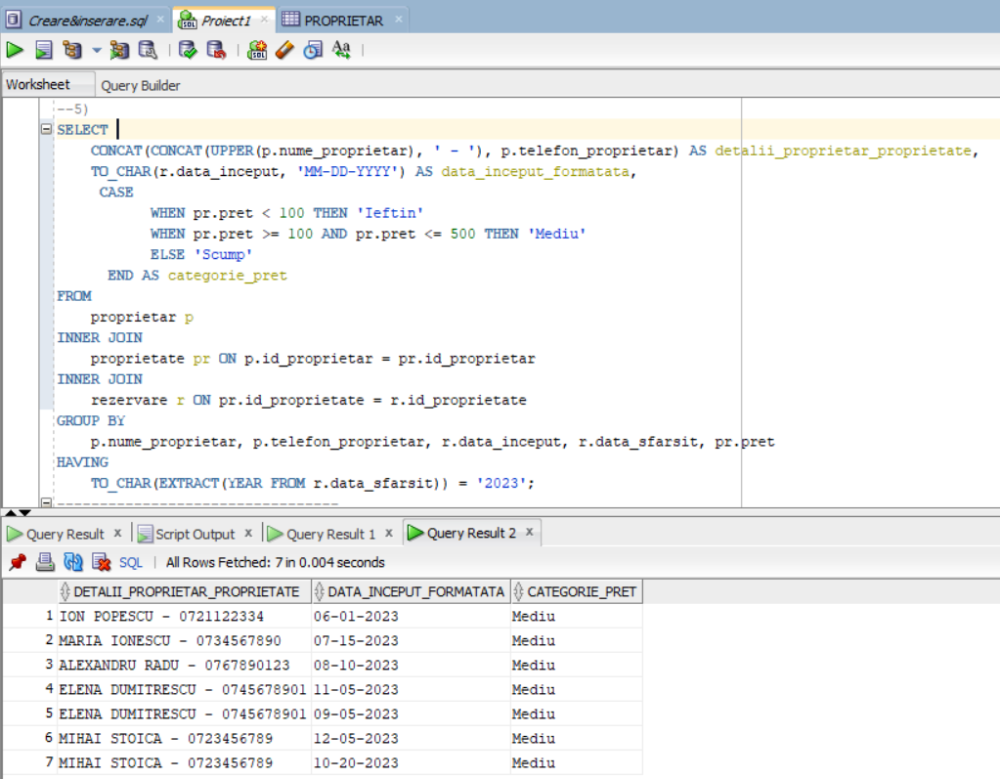 Creare&inserare.sql × Proiect1 × PROPRIETAR ×
Worksheet Query Builder
--5)
SELECT
CONCAT(CONCAT(UPPER(p.nume_proprietar), ' - '), p.telefon_proprietar) AS detalii_proprietar_proprietate,
TO_CHAR(r.data_inceput, 'MM-DD-YYYY') AS data_inceput_formatata,
CASE
WHEN pr.pret < 100 THEN 'Ieftin'
WHEN pr.pret >= 100 AND pr.pret <= 500 THEN 'Mediu'
ELSE 'Scump'
END AS categorie_pret
FROM
proprietar p
INNER JOIN
proprietate pr ON p.id_proprietar = pr.id_proprietar
INNER JOIN
rezervare r ON pr.id_proprietate = r.id_proprietate
GROUP BY
p.nume_proprietar, p.telefon_proprietar, r.data_inceput, r.data_sfarsit, pr.pret
HAVING
TO_CHAR(EXTRACT(YEAR FROM r.data_sfarsit)) = '2023';
---------------------------------
Query Result × Script Output × Query Result 1 × Query Result 2 ×
SQL | All Rows Fetched: 7 in 0.004 seconds
DETALII_PROPRIETAR_PROPRIETATE DATA_INCEPUT_FORMATATA CATEGORIE_PRET
1 ION POPESCU - 0721122334 06-01-2023 Mediu
2 MARIA IONESCU - 0734567890 07-15-2023 Mediu
3 ALEXANDRU RADU - 0767890123 08-10-2023 Mediu
4 ELENA DUMITRESCU - 0745678901 11-05-2023 Mediu
5 ELENA DUMITRESCU - 0745678901 09-05-2023 Mediu
6 MIHAI STOICA - 0723456789 12-05-2023 Mediu
7 MIHAI STOICA - 0723456789 10-20-2023 Mediu